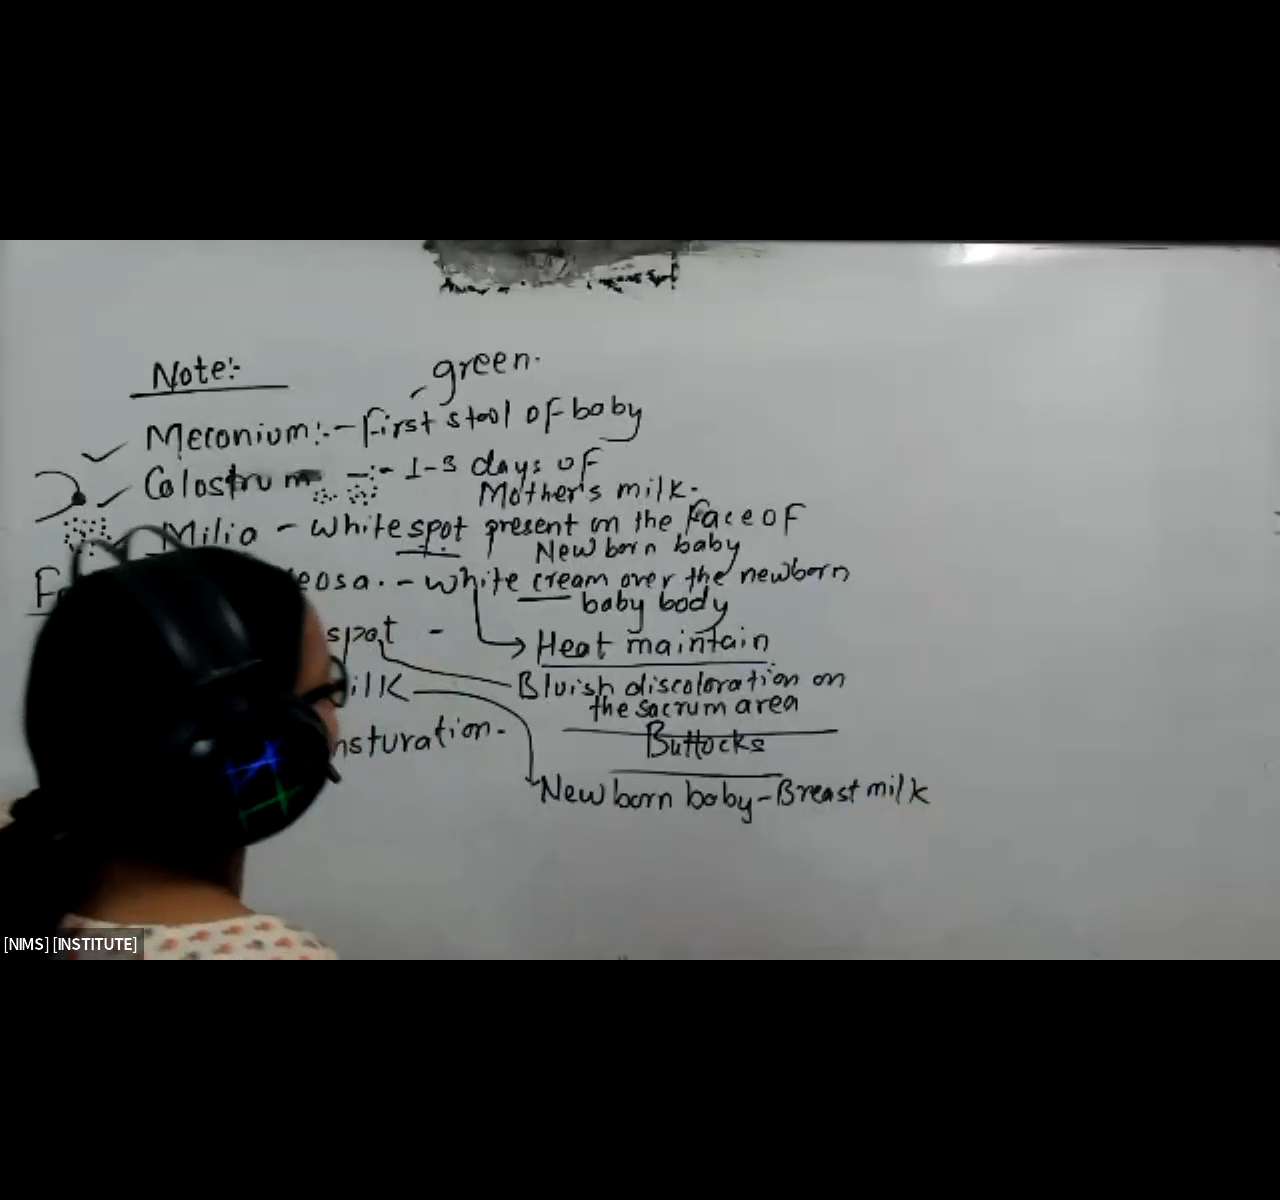 Note:-
green.
Meconium:- First stool of baby
Colostrum -:- 1-3 days of
Mother's milk.
Milia - White spot present on the Face of
New born baby
eosa. - White cream over the newborn
baby body
spot - Heat maintain
ilk Bluish discoloration on
the sacrum area
nsturation. Buttocks
New born baby - Breast milk
[NIMS] [INSTITUTE]